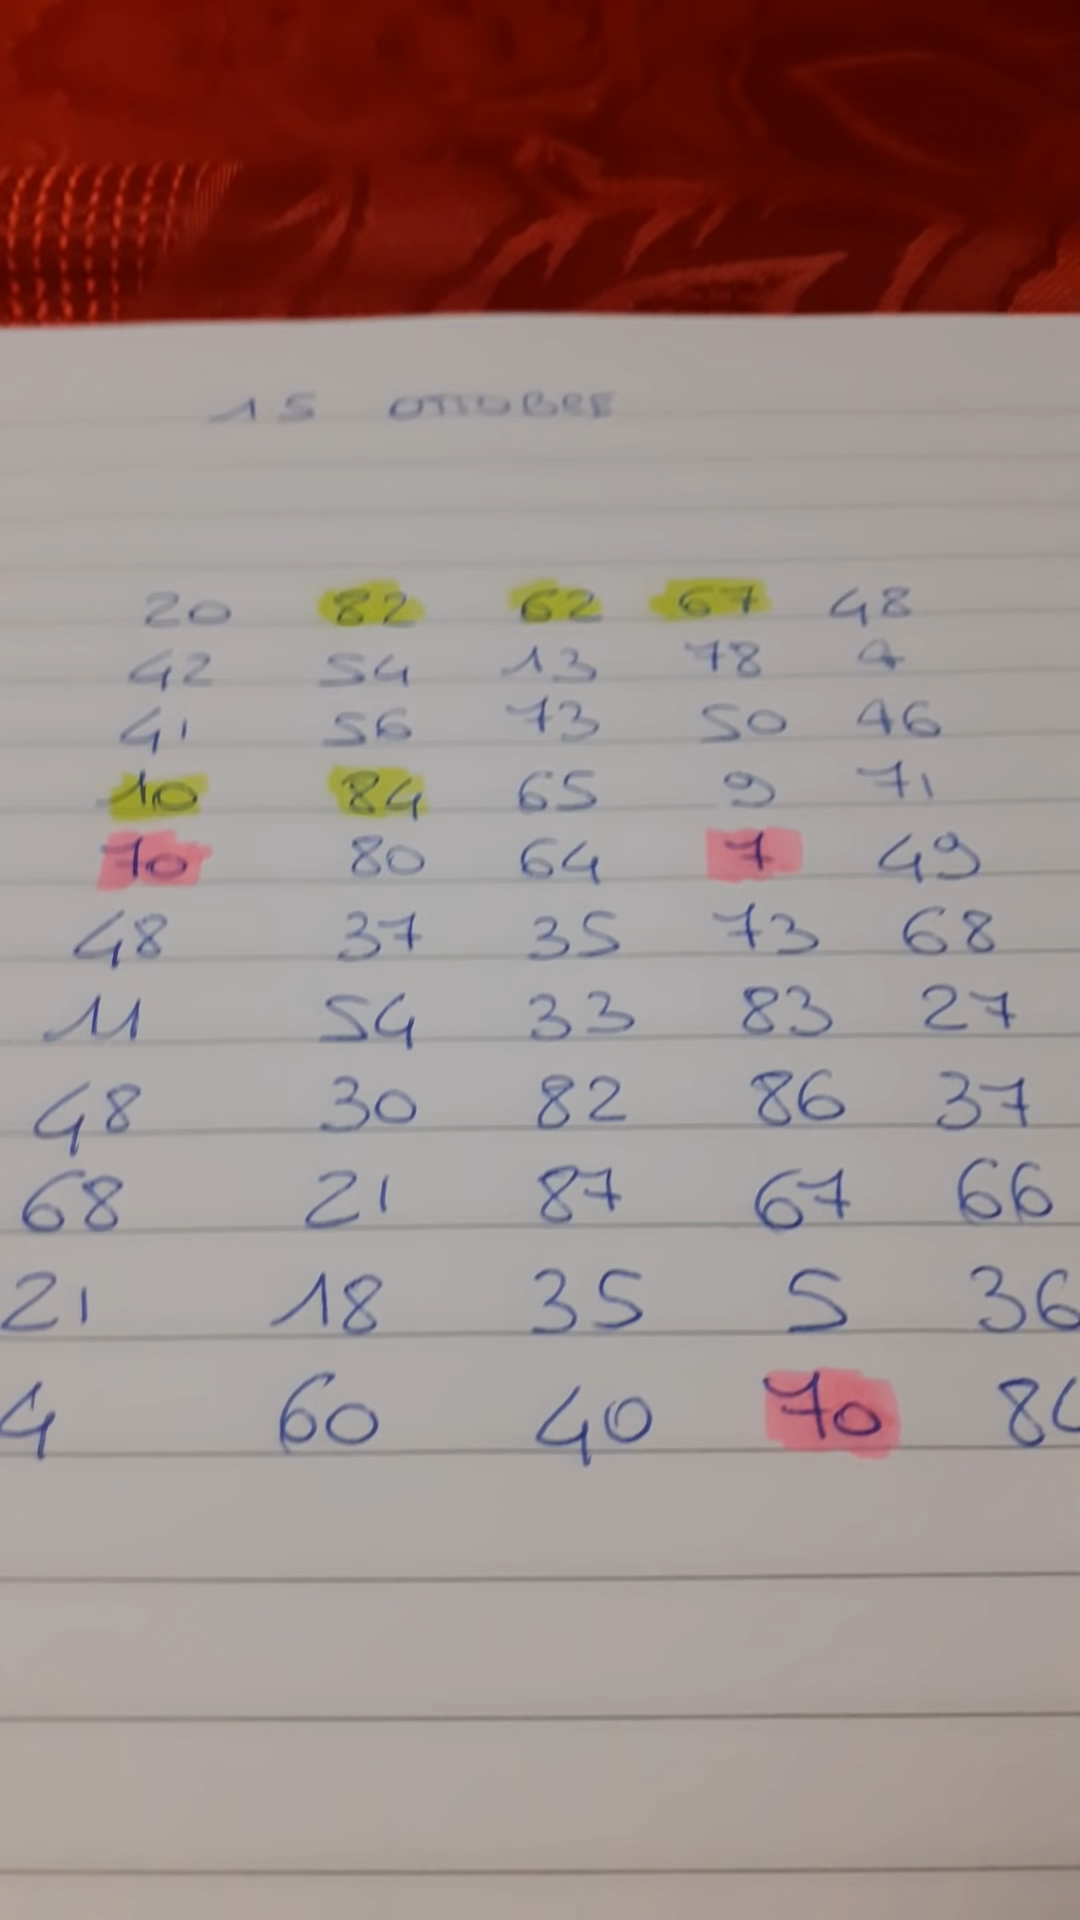 15 OTTOBRE
20 82 62 67 48
42 54 13 78
41 56 73 50 46
10 84 65 9 71
70 80 64 7 49
48 37 35 73 68
11 54 33 83 27
48 30 82 86 37
68 21 87 67 66
21 18 35 5 36
4 60 40 70